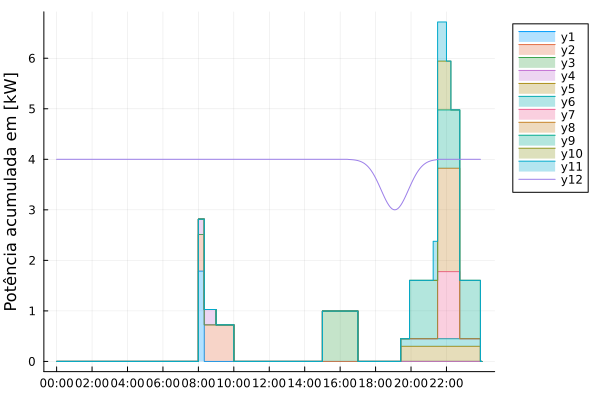 Potência acumulada em [kW]
6
5
4
3
2
1
0
00:00 02:00 04:00 06:00 08:00 10:00 12:00 14:00 16:00 18:00 20:00 22:00
y1
y2
y3
y4
y5
y6
y7
y8
y9
y10
y11
y12